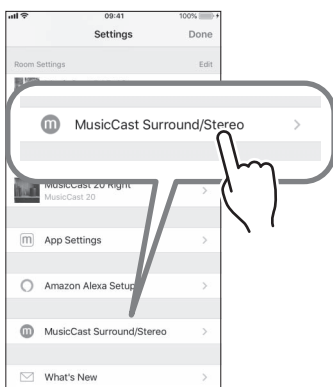 09:41
100%
Settings
Done
Room Settings
Edit
m MusicCast Surround/Stereo
MusicCast 20 Right
MusicCast 20
m App Settings
Amazon Alexa Setup
m MusicCast Surround/Stereo
What's New